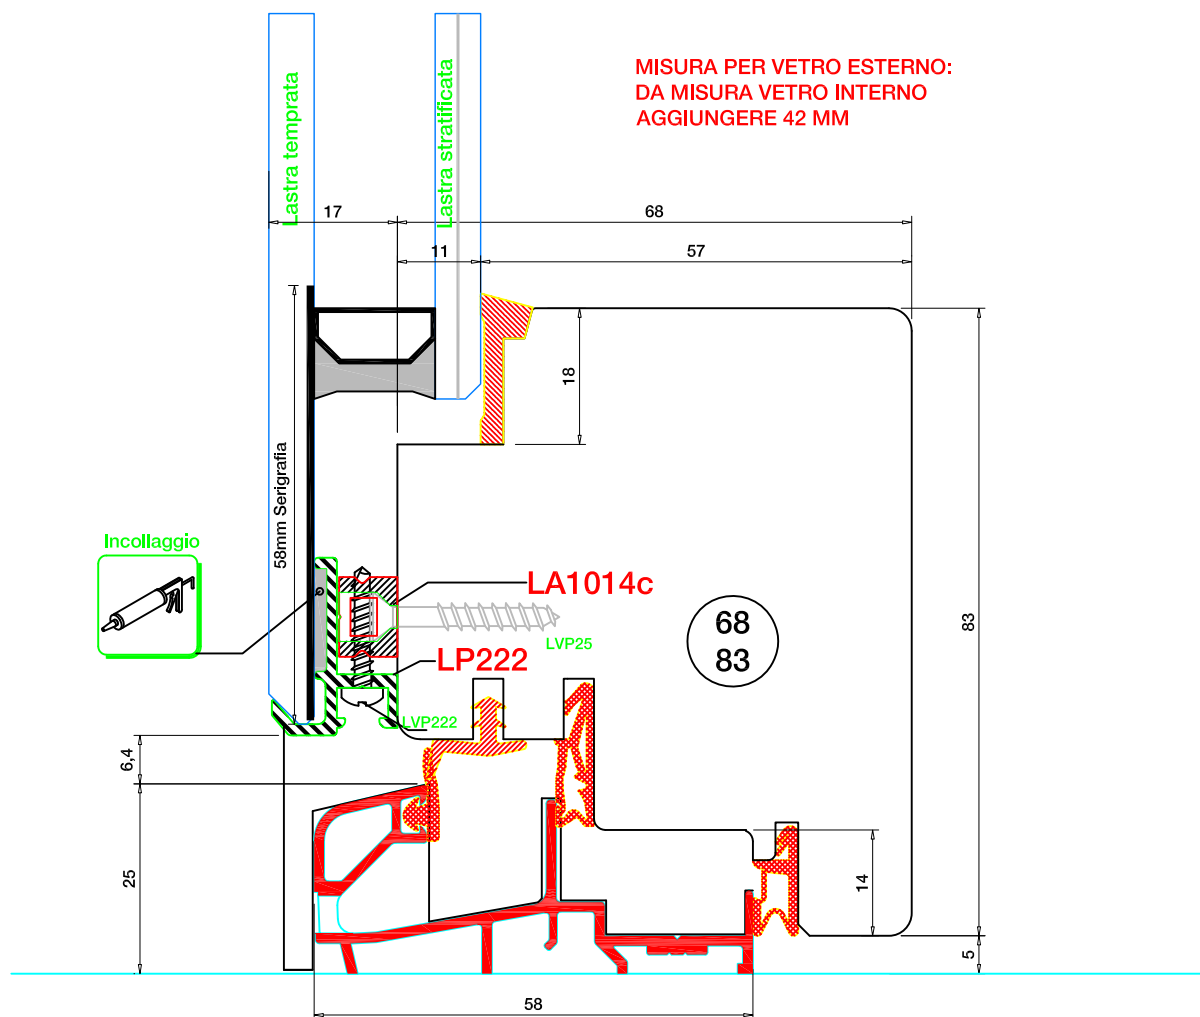 MISURA PER VETRO ESTERNO:
DA MISURA VETRO INTERNO
AGGIUNGERE 42 MM
Lastra temprata
Lastra stratificata
17
68
11
57
18
58mm Serigrafia
Incollaggio
LA1014c
68
83
83
LVP25
LP222
LVP222
6,4
25
14
5
58